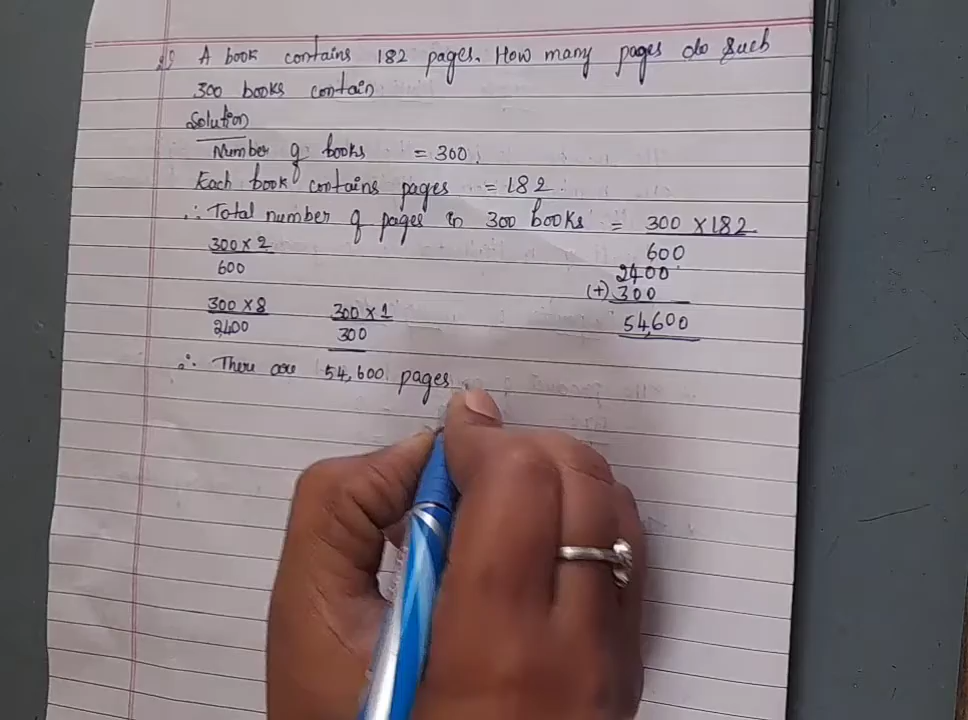 A book contains 182 pages. How many pages do such
300 books contain
Solution
Number of books = 300.
Each book contains pages = 182.
∴ Total number of pages in 300 books = 300 × 182
300 × 2
600
600
2400
(+) 300
54,600
300 × 8
2400
300 × 1
300
∴ There are 54,600 pages